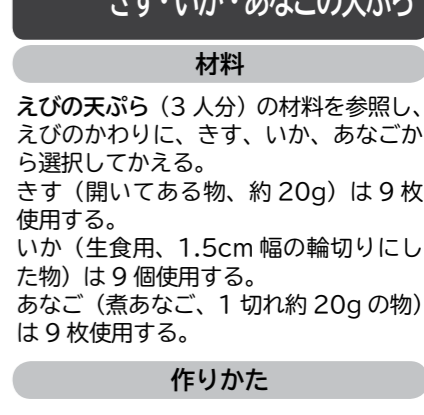 きす・いか・あなごの天ぷら
材料
えびの天ぷら（3 人分）の材料を参照し、
えびのかわりに、きす、いか、あなごか
ら選択してかえる。
きす（開いてある物、約 20g）は 9 枚
使用する。
いか（生食用、1.5cm 幅の輪切りにし
た物）は 9 個使用する。
あなご（煮あなご、1 切れ約 20g の物）
は 9 枚使用する。
作りかた